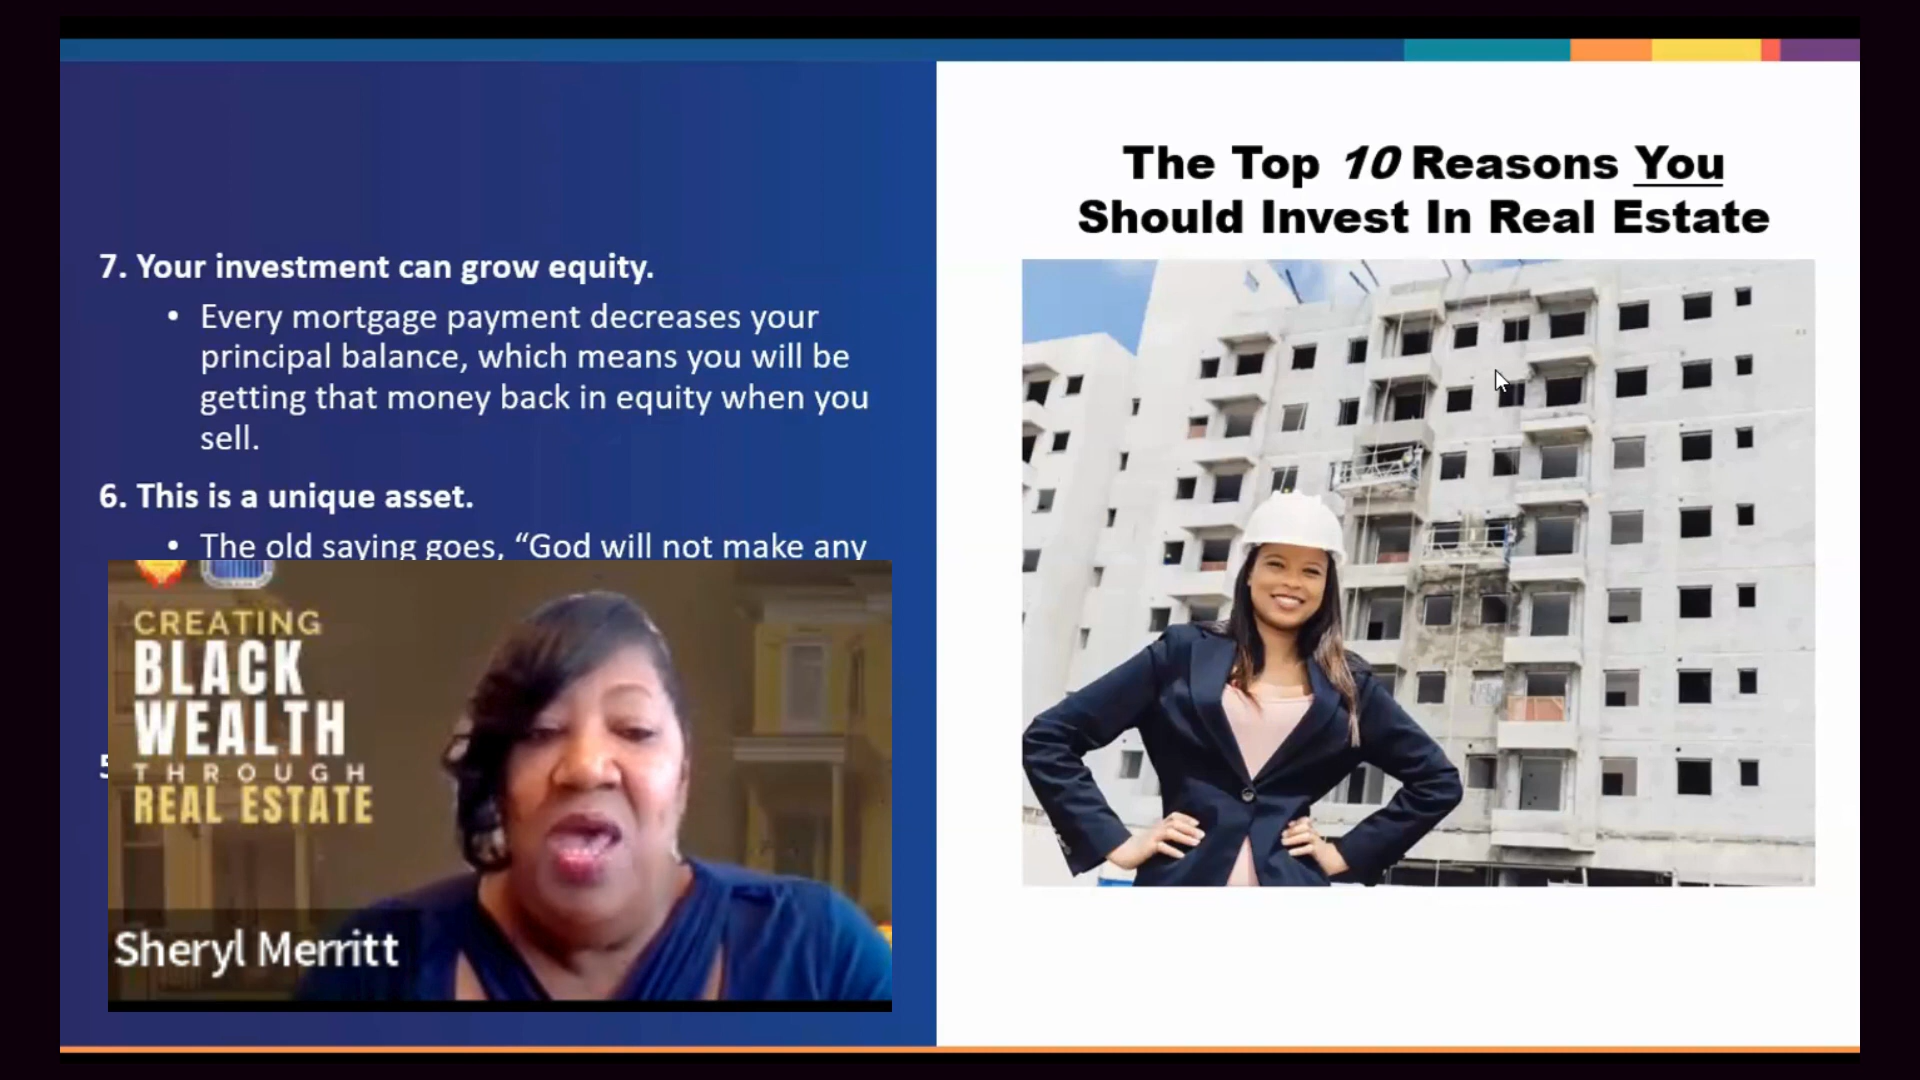 7. Your investment can grow equity.
• Every mortgage payment decreases your
principal balance, which means you will be
getting that money back in equity when you
sell.
6. This is a unique asset.
• The old saying goes, “God will not make any
5
CREATING
BLACK
WEALTH
THROUGH
REAL ESTATE
Sheryl Merritt
The Top 10 Reasons You
Should Invest In Real Estate